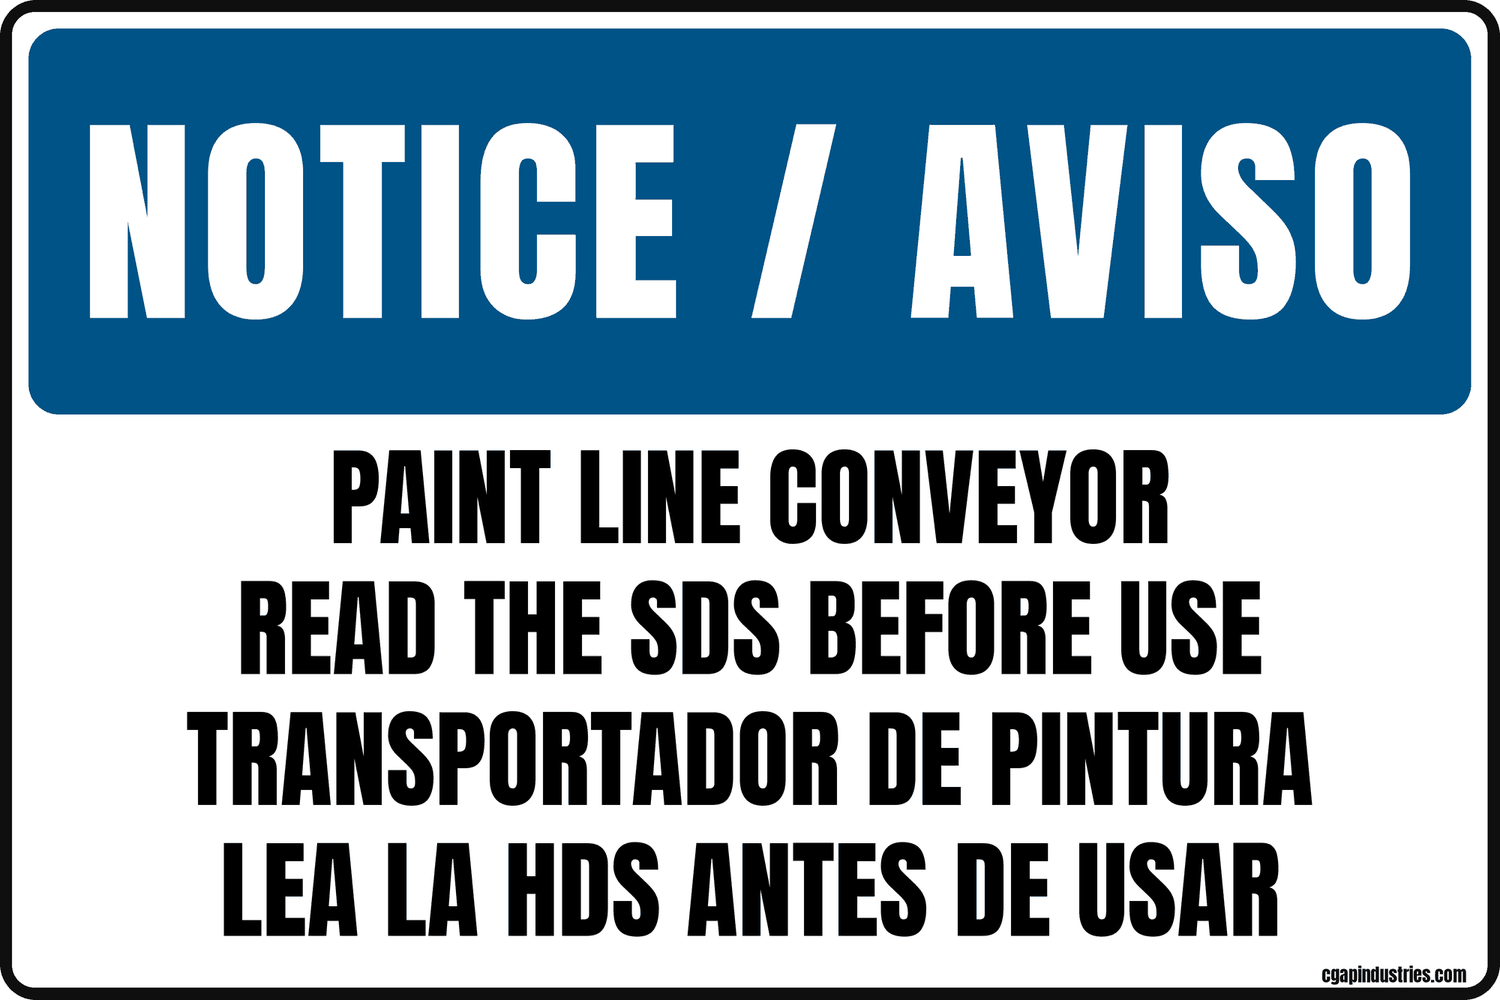 NOTICE / AVISO
PAINT LINE CONVEYOR
READ THE SDS BEFORE USE
TRANSPORTADOR DE PINTURA
LEA LA HDS ANTES DE USAR
cgapindustries.com